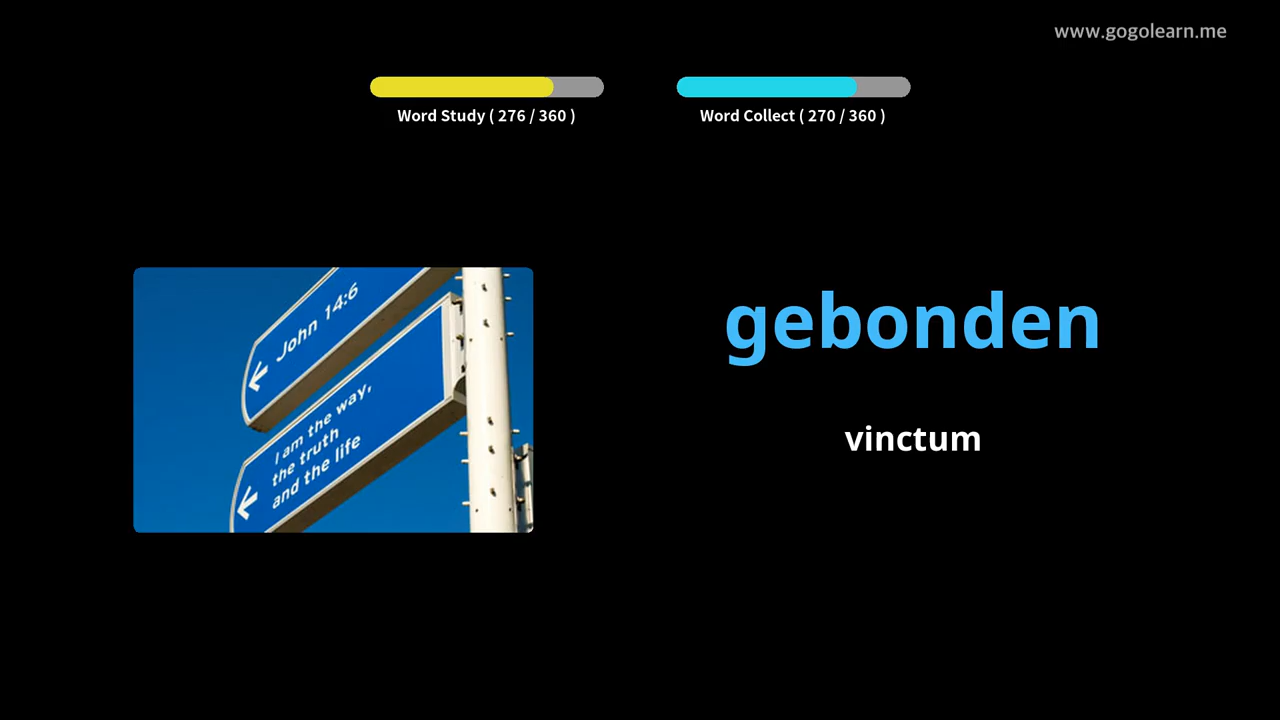 www.gogolearn.me
Word Study ( 276 / 360 )
Word Collect ( 270 / 360 )
John 14:6
I am the way,
the truth
and the life
gebonden
vinctum